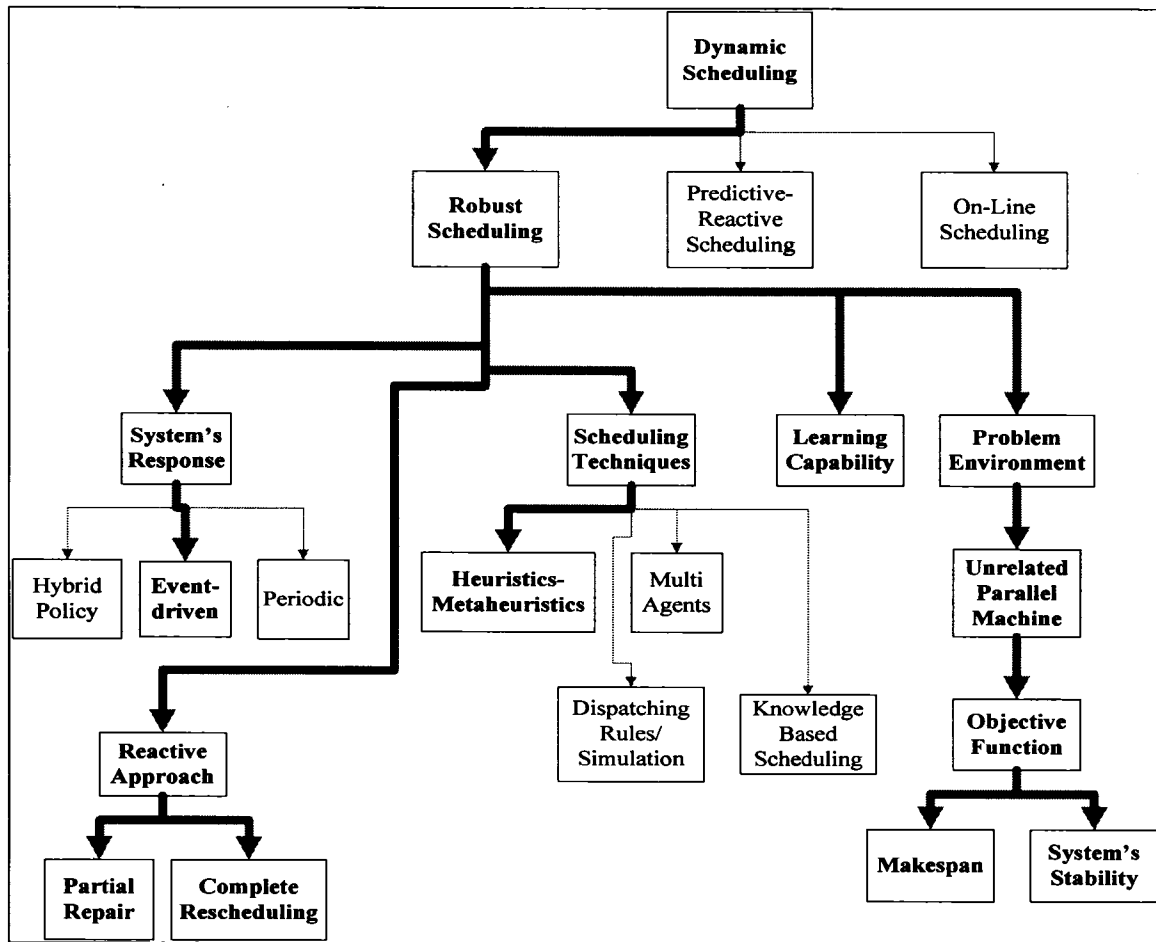 Dynamic
Scheduling
Robust
Scheduling
Predictive-
Reactive
Scheduling
On-Line
Scheduling
System's
Response
Scheduling
Techniques
Learning
Capability
Problem
Environment
Hybrid
Policy
Event-
driven
Periodic
Heuristics-
Metaheuristics
Multi
Agents
Unrelated
Parallel
Machine
Dispatching
Rules/
Simulation
Knowledge
Based
Scheduling
Objective
Function
Reactive
Approach
Makespan
System's
Stability
Partial
Repair
Complete
Rescheduling